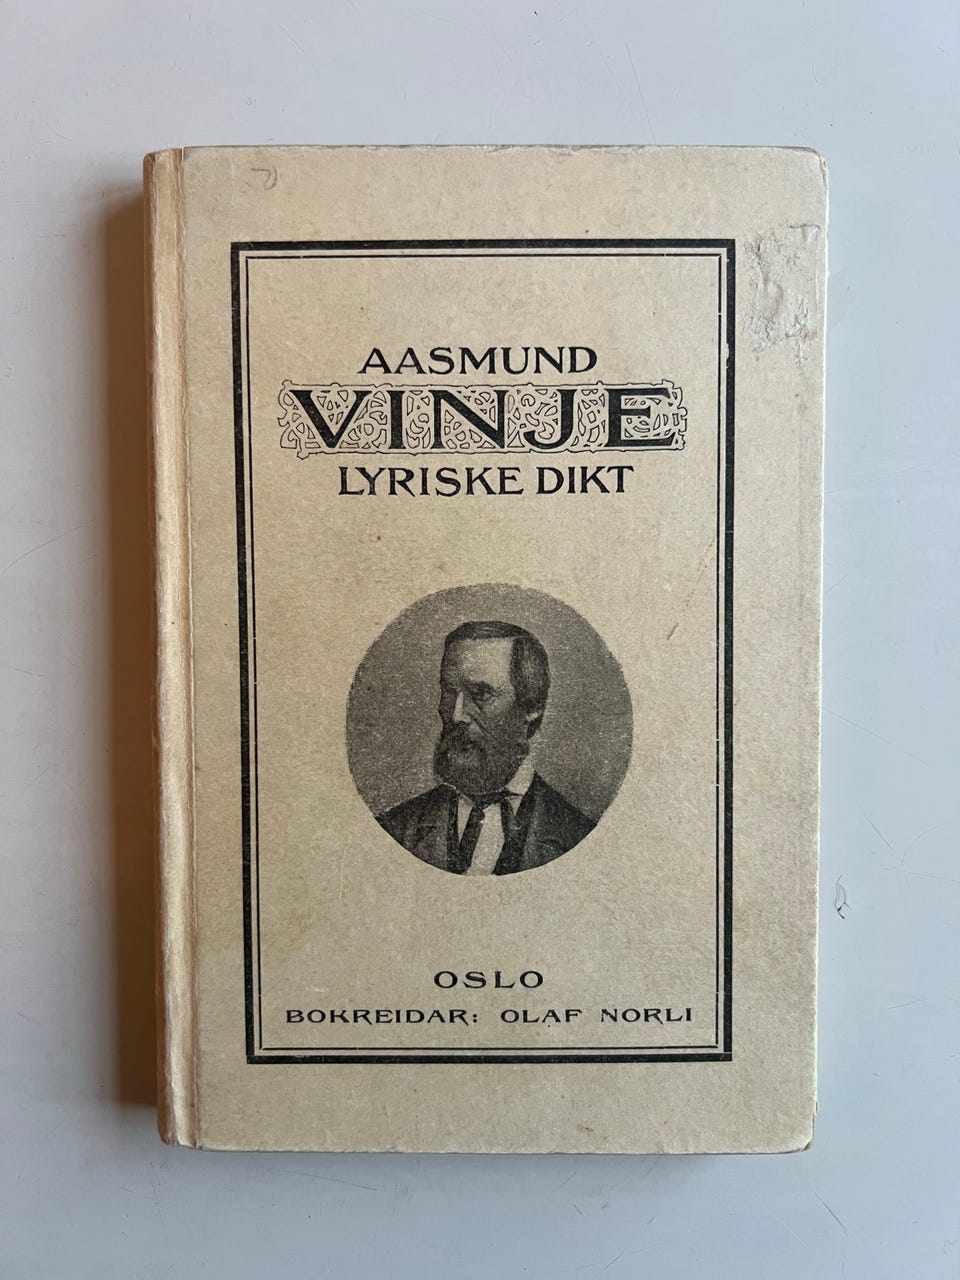 AASMUND
VINJE
LYRISKE DIKT
OSLO
BOKREIDAR: OLAF NORLI